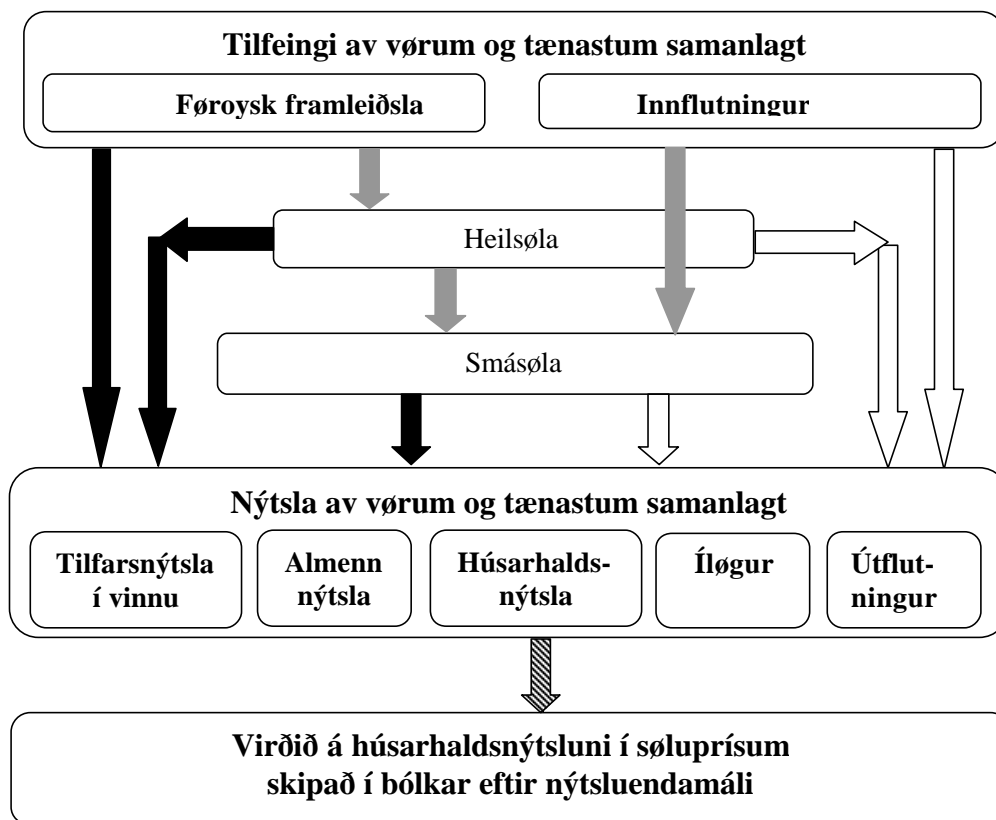 Tilfeingi av vørum og tænastum samanlagt
Føroysk framleiðsla
Innflutningur
Heilsøla
Smásøla
Nýtsla av vørum og tænastum samanlagt
Tilfarsnýtsla
í vinnu
Almenn
nýtsla
Húsarhalds-
nýtsla
Íløgur
Útflut-
ningur
Virðið á húsarhaldsnýtsluni í søluprísum
skipað í bólkar eftir nýtsluendamáli